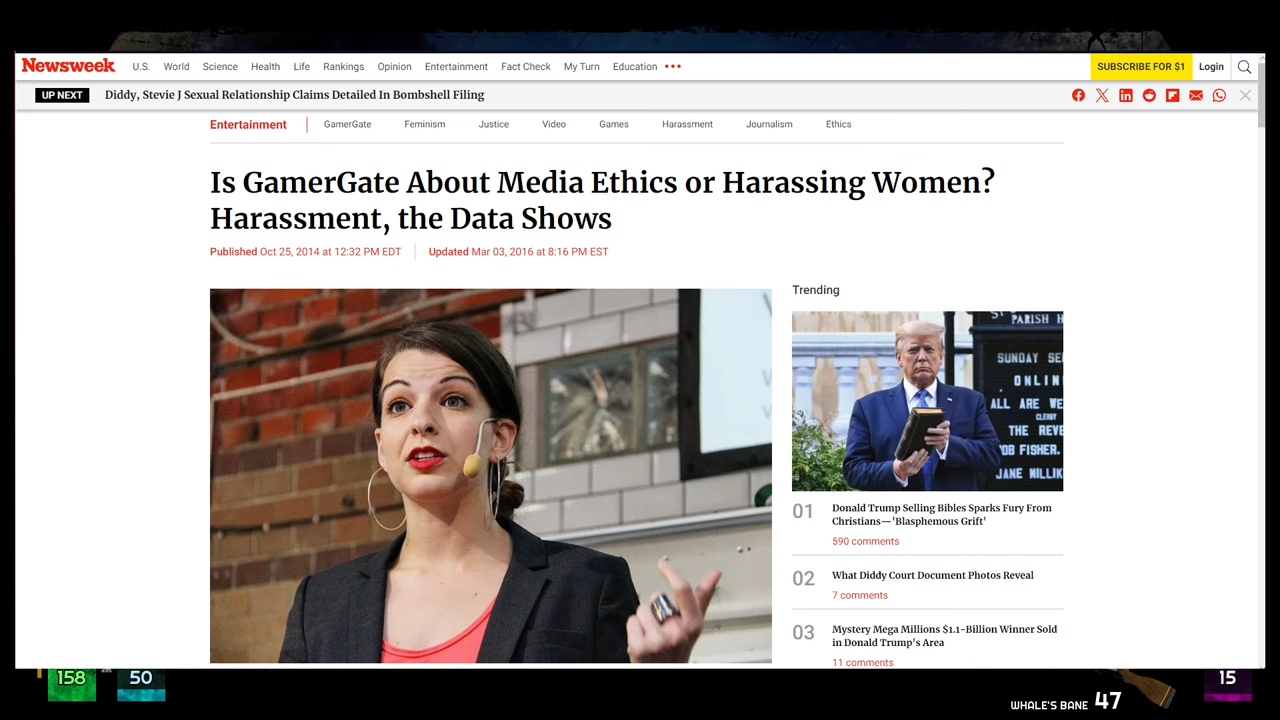 Newsweek U.S. World Science Health Life Rankings Opinion Entertainment Fact Check My Turn Education SUBSCRIBE FOR $1 Login
UP NEXT Diddy, Stevie J Sexual Relationship Claims Detailed In Bombshell Filing
Entertainment GamerGate Feminism Justice Video Games Harassment Journalism Ethics
Is GamerGate About Media Ethics or Harassing Women?
Harassment, the Data Shows
Published Oct 25, 2014 at 12:32 PM EDT Updated Mar 03, 2016 at 8:16 PM EST
Trending
PARISH H
SUNDAY SE
ONLIN
ALL ARE WE
CLERGY
THE REVE
OB FISHER,
JANE MILLIK
01 Donald Trump Selling Bibles Sparks Fury From
Christians—'Blasphemous Grift'
590 comments
02 What Diddy Court Document Photos Reveal
7 comments
03 Mystery Mega Millions $1.1-Billion Winner Sold
in Donald Trump's Area
11 comments
158 50 15
WHALE'S BANE 47